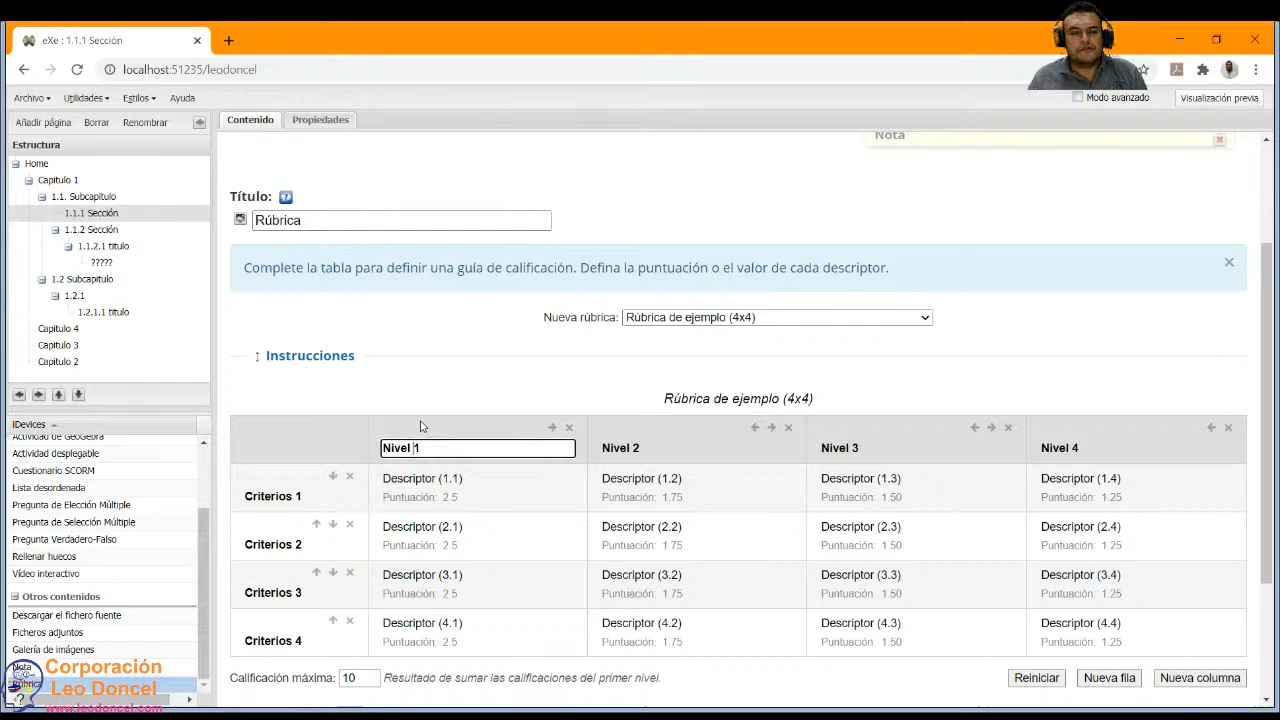 eXe : 1.1.1 Sección
localhost:51235/leodoncel
Archivo Utilidades Estilos Ayuda
Modo avanzado
Visualización previa
Añadir página Borrar Renombrar
Contenido
Propiedades
Estructura
Home
Capitulo 1
1.1. Subcapitulo
1.1.1 Sección
1.1.2 Sección
1.1.2.1 titulo
?????
1.2 Subcapitulo
1.2.1
1.2.1.1 titulo
Capitulo 4
Capitulo 3
Capitulo 2
iDevices
Actividad de GeoGebra
Actividad desplegable
Cuestionario SCORM
Lista desordenada
Pregunta de Elección Múltiple
Pregunta de Selección Múltiple
Pregunta Verdadero-Falso
Rellenar huecos
Vídeo interactivo
Otros contenidos
Descargar el fichero fuente
Ficheros adjuntos
Galería de imágenes
Nota
Rúbrica
Corporación
Leo Doncel
www.leodoncel.com
Nota
Título:
Rúbrica
Complete la tabla para definir una guía de calificación. Defina la puntuación o el valor de cada descriptor.
Nueva rúbrica: Rúbrica de ejemplo (4x4)
Instrucciones
Rúbrica de ejemplo (4x4)
Nivel 1 Nivel 2 Nivel 3 Nivel 4
Criterios 1
Descriptor (1.1) Descriptor (1.2) Descriptor (1.3) Descriptor (1.4)
Puntuación: 2.5 Puntuación: 1.75 Puntuación: 1.50 Puntuación: 1.25
Criterios 2
Descriptor (2.1) Descriptor (2.2) Descriptor (2.3) Descriptor (2.4)
Puntuación: 2.5 Puntuación: 1.75 Puntuación: 1.50 Puntuación: 1.25
Criterios 3
Descriptor (3.1) Descriptor (3.2) Descriptor (3.3) Descriptor (3.4)
Puntuación: 2.5 Puntuación: 1.75 Puntuación: 1.50 Puntuación: 1.25
Criterios 4
Descriptor (4.1) Descriptor (4.2) Descriptor (4.3) Descriptor (4.4)
Puntuación: 2.5 Puntuación: 1.75 Puntuación: 1.50 Puntuación: 1.25
Calificación máxima: 10 Resultado de sumar las calificaciones del primer nivel.
Reiniciar
Nueva fila
Nueva columna